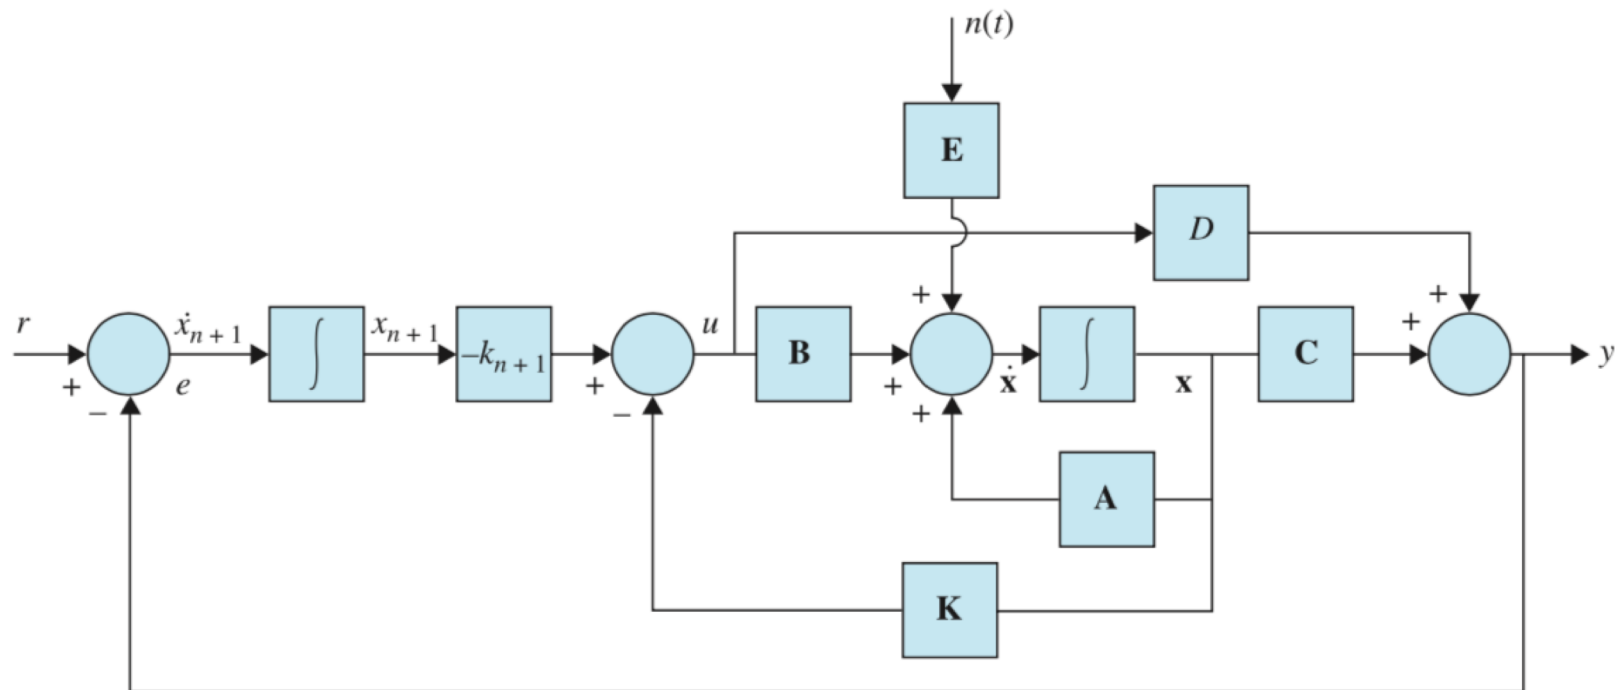 n(t)
E
D
+
+
r
ẋₙ₊₁
∫
xₙ₊₁
−kₙ₊₁
u
B
∫
C
+
y
+
e
+
+
ẋ
x
−
−
+
A
K